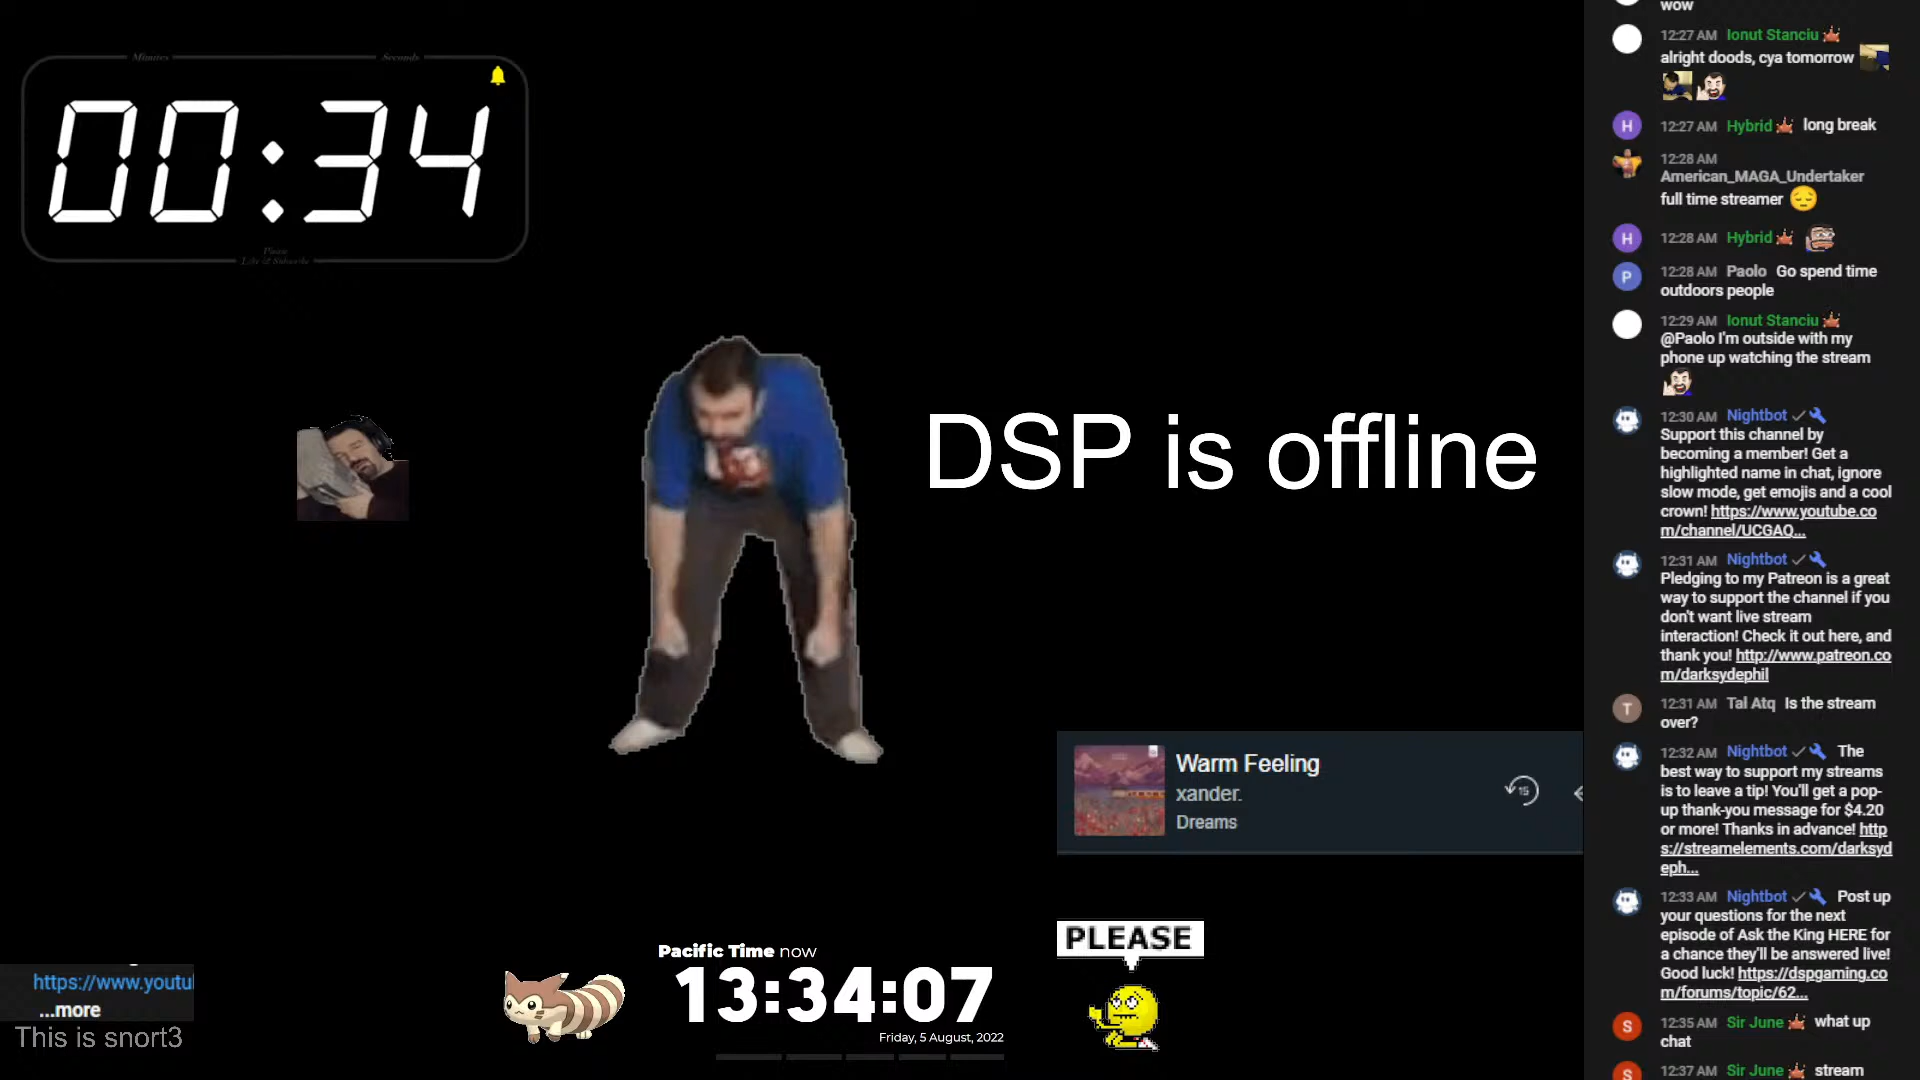 Minutes
Seconds
00:34
Pause
Like & Subscribe
DSP is offline
Warm Feeling
xander.
Dreams
15
PLEASE
Pacific Time now
13:34:07
Friday, 5 August, 2022
https://www.youtu
...more
This is snort3
wow
12:27 AM Ionut Stanciu
alright doods, cya tomorrow
H 12:27 AM Hybrid long break
12:28 AM
American_MAGA_Undertaker
full time streamer
H 12:28 AM Hybrid
P 12:28 AM Paolo Go spend time
outdoors people
12:29 AM Ionut Stanciu
@Paolo I'm outside with my
phone up watching the stream
12:30 AM Nightbot
Support this channel by
becoming a member! Get a
highlighted name in chat, ignore
slow mode, get emojis and a cool
crown! https://www.youtube.co
m/channel/UCGAQ...
12:31 AM Nightbot
Pledging to my Patreon is a great
way to support the channel if you
don't want live stream
interaction! Check it out here, and
thank you! http://www.patreon.co
m/darksydephil
T 12:31 AM Tal Atq Is the stream
over?
12:32 AM Nightbot The
best way to support my streams
is to leave a tip! You'll get a pop-
up thank-you message for $4.20
or more! Thanks in advance! http
s://streamelements.com/darksyd
eph...
12:33 AM Nightbot Post up
your questions for the next
episode of Ask the King HERE for
a chance they'll be answered live!
Good luck! https://dspgaming.co
m/forums/topic/62...
S 12:35 AM Sir June what up
chat
S 12:37 AM Sir June stream